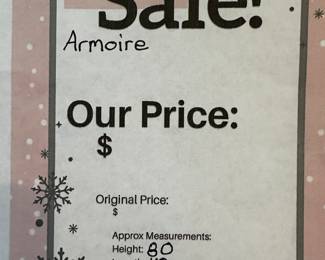 Sale!
Armoire
Our Price:
$
Original Price:
$
Approx Measurements:
Height: 80